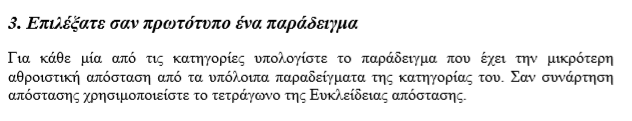 3. Επιλέξατε σαν πρωτότυπο ένα παράδειγμα
Για κάθε μία από τις κατηγορίες υπολογίστε το παράδειγμα που έχει την μικρότερη
αθροιστική απόσταση από τα υπόλοιπα παραδείγματα της κατηγορίας του. Σαν συνάρτηση
απόστασης χρησιμοποιείστε το τετράγωνο της Ευκλείδειας απόστασης.